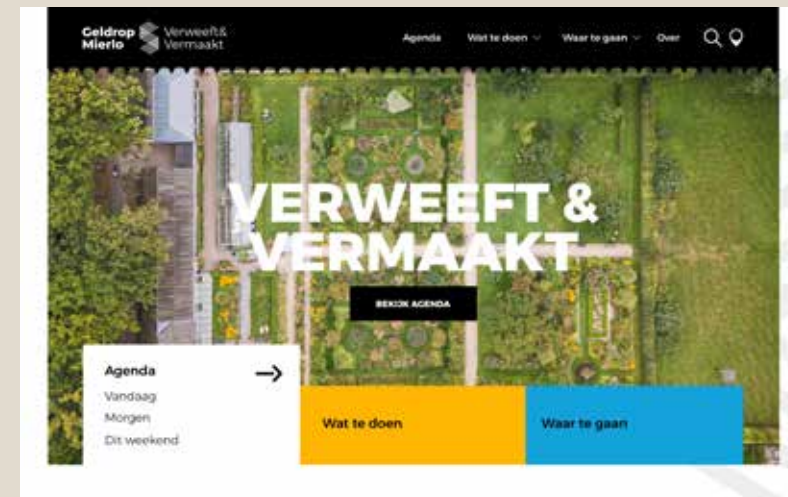 Geldrop
Mierlo
Verweeft&
Vermaakt
Agenda
Wat te doen
Waar te gaan
Over
VERWEEFT &
VERMAAKT
BEKIJK AGENDA
Agenda
Vandaag
Morgen
Dit weekend
Wat te doen
Waar te gaan